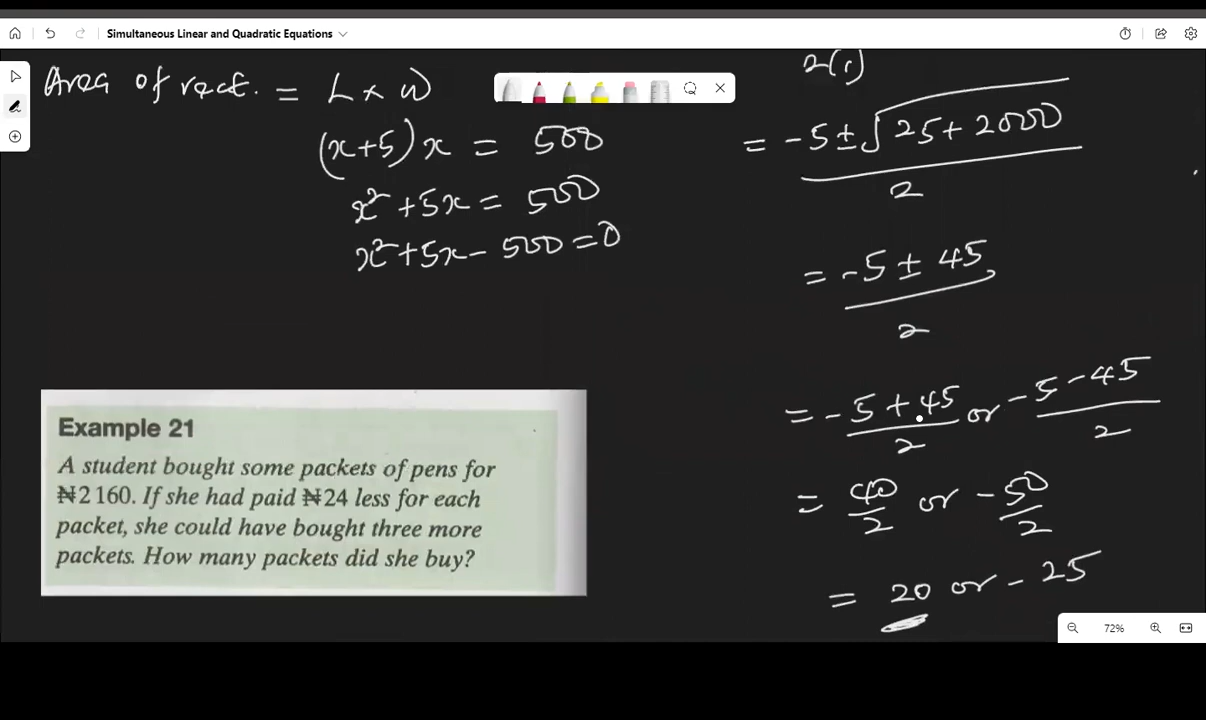 Simultaneous Linear and Quadratic Equations
Area of rect. = L × W
(x+5)x = 500
x² + 5x = 500
x² + 5x - 500 = 0
Example 21
A student bought some packets of pens for
₦2 160. If she had paid ₦24 less for each
packet, she could have bought three more
packets. How many packets did she buy?
2(1)
= -5 ± √25 + 2000
2
= -5 ± 45
2
= -5 + 45 or -5 - 45
2 2
= 40 or -50
2 2
= 20 or -25
72%